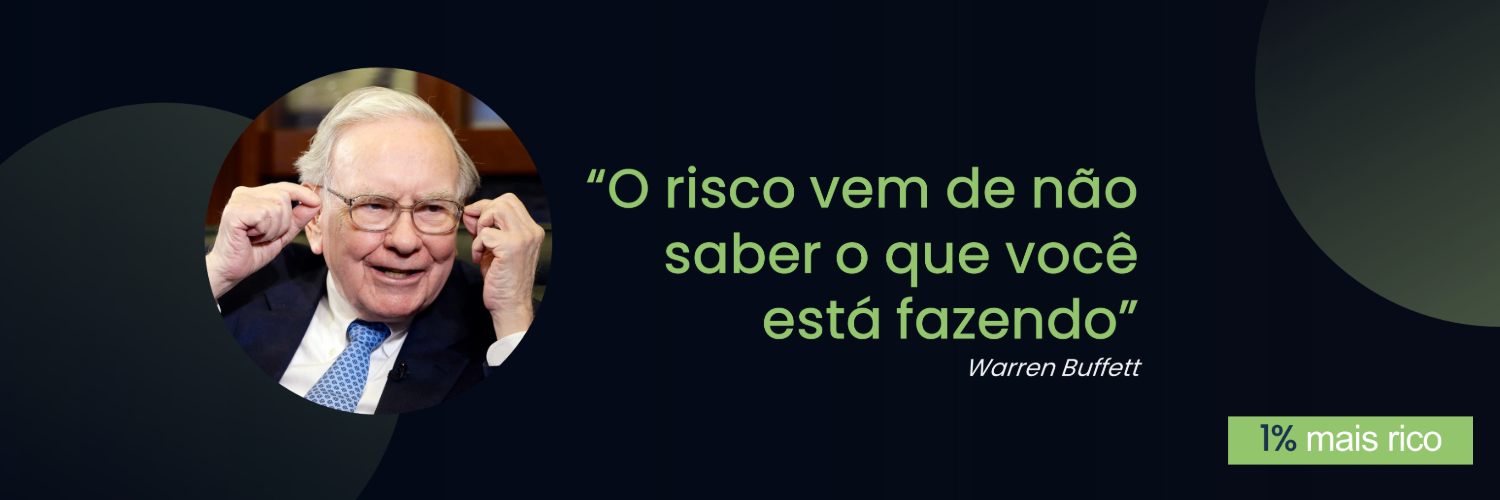 “O risco vem de não
saber o que você
está fazendo”
Warren Buffett
1% mais rico